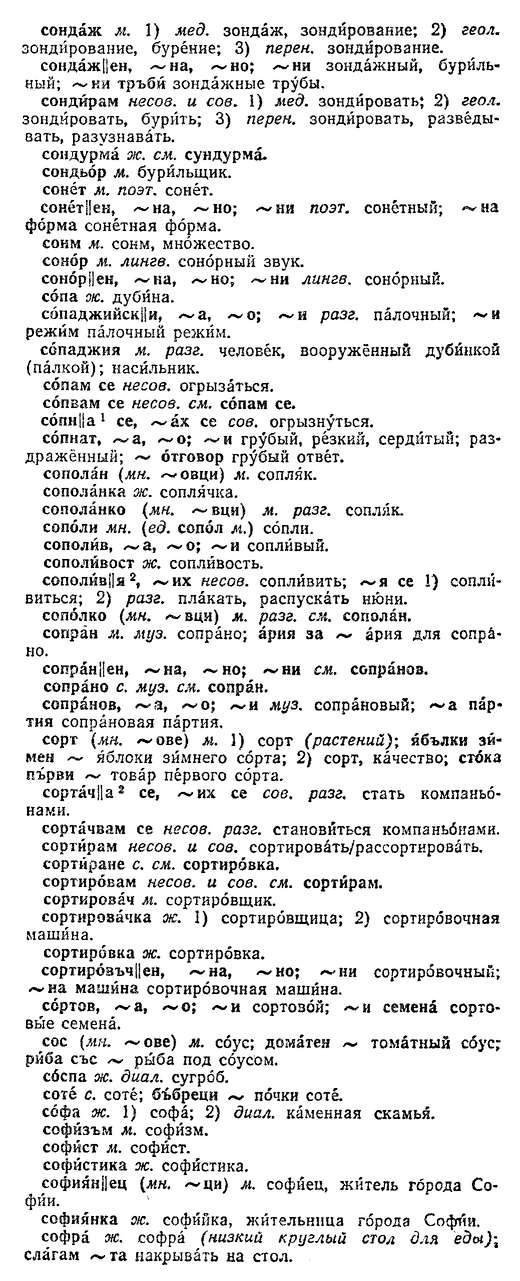 сонда́ж м. 1) мед. зонда́ж, зонди́рование; 2) геол.
зонди́рование, буре́ние; 3) перен. зонди́рование.
сонда́ж||ен, ~на, ~но; ~ни зонда́жный, бури́ль-
ный; ~ни тръби́ зонда́жные тру́бы.
сонди́рам несов. и сов. 1) мед. зонди́ровать; 2) геол.
зонди́ровать, бури́ть; 3) перен. зонди́ровать, разве́ды-
вать, разузнава́ть.
сондурма́ ж. см. сундурма́.
сондьо́р м. бури́льщик.
соне́т м. поэт. соне́т.
соне́т||ен, ~на, ~но; ~ни поэт. соне́тный; ~на
фо́рма соне́тная фо́рма.
сонм м. сонм, мно́жество.
соно́р м. лингв. соно́рный звук.
соно́р||ен, ~на, ~но; ~ни лингв. соно́рный.
со́па ж. дуби́на.
со́паджийск||и, ~а, ~о; ~и разг. па́лочный; ~и
режи́м па́лочный режи́м.
со́паджия м. разг. челове́к, вооружённый дуби́нкой
(па́лкой); наси́льник.
со́пам се несов. огрыза́ться.
со́пвам се несов. см. со́пам се.
со́пн||а¹ се, ~ах се сов. огрызну́ться.
со́пнат, ~а, ~о; ~и гру́бый, ре́зкий, серди́тый; раз-
дражённый; ~ о́тговор гру́бый отве́т.
сопола́н (мн. ~овци) м. сопля́к.
сопола́нка ж. сопля́чка.
сопола́нко (мн. ~вци) м. разг. сопля́к.
сопо́ли мн. (ед. сопо́л м.) со́пли.
сополи́в, ~а, ~о; ~и сопли́вый.
сополи́вост ж. сопли́вость.
сополи́в||я², ~их несов. сопли́вить; ~я се 1) сопли́-
виться; 2) разг. пла́кать, распуска́ть ню́ни.
сопо́лко (мн. ~вци) м. разг. см. сопола́н.
сопра́н м. муз. сопра́но; а́рия за ~ а́рия для сопра́-
но.
сопра́н||ен, ~на, ~но; ~ни см. сопра́нов.
сопра́но с. муз. см. сопра́н.
сопра́нов, ~а, ~о; ~и муз. сопра́новый; ~а па́р-
тия сопра́новая па́ртия.
сорт (мн. ~ове) м. 1) сорт (растений); я́бълки зи́-
мен ~ я́блоки зи́мнего со́рта; 2) сорт, ка́чество; сто́ка
пъ́рви ~ това́р пе́рвого со́рта.
сорта́ч||а² се, ~их се сов. разг. стать компаньо́-
нами.
сорта́чвам се несов. разг. станови́ться компаньо́нами.
сорти́рам несов. и сов. сортирова́ть/рассортирова́ть.
сорти́ране с. см. сортиро́вка.
сортиро́вам несов. и сов. см. сорти́рам.
сортирова́ч м. сортиро́вщик.
сортирова́чка ж. 1) сортиро́вщица; 2) сортиро́вочная
маши́на.
сортиро́вка ж. сортиро́вка.
сортиро́въч||ен, ~на, ~но; ~ни сортиро́вочный;
~на маши́на сортиро́вочная маши́на.
со́ртов, ~а, ~о; ~и сортово́й; ~и семена́ сорто-
вы́е семена́.
сос (мн. ~ове) м. со́ус; дома́тен ~ тома́тный со́ус;
ри́ба със ~ ры́ба под со́усом.
со́спа ж. диал. сугро́б.
соте́ с. соте́; бъ́бреци ~ по́чки соте́.
со́фа ж. 1) софа́; 2) диал. ка́менная скамья́.
софи́зъм м. софи́зм.
софи́ст м. софи́ст.
софи́стика ж. софи́стика.
софия́н||ец (мн. ~ци) м. софи́ец, жи́тель го́рода Со-
фи́и.
софия́нка ж. софи́йка, жи́тельница го́рода Софи́и.
софра́ ж. софра́ (низкий круглый стол для еды);
сла́гам ~та накрыва́ть на стол.